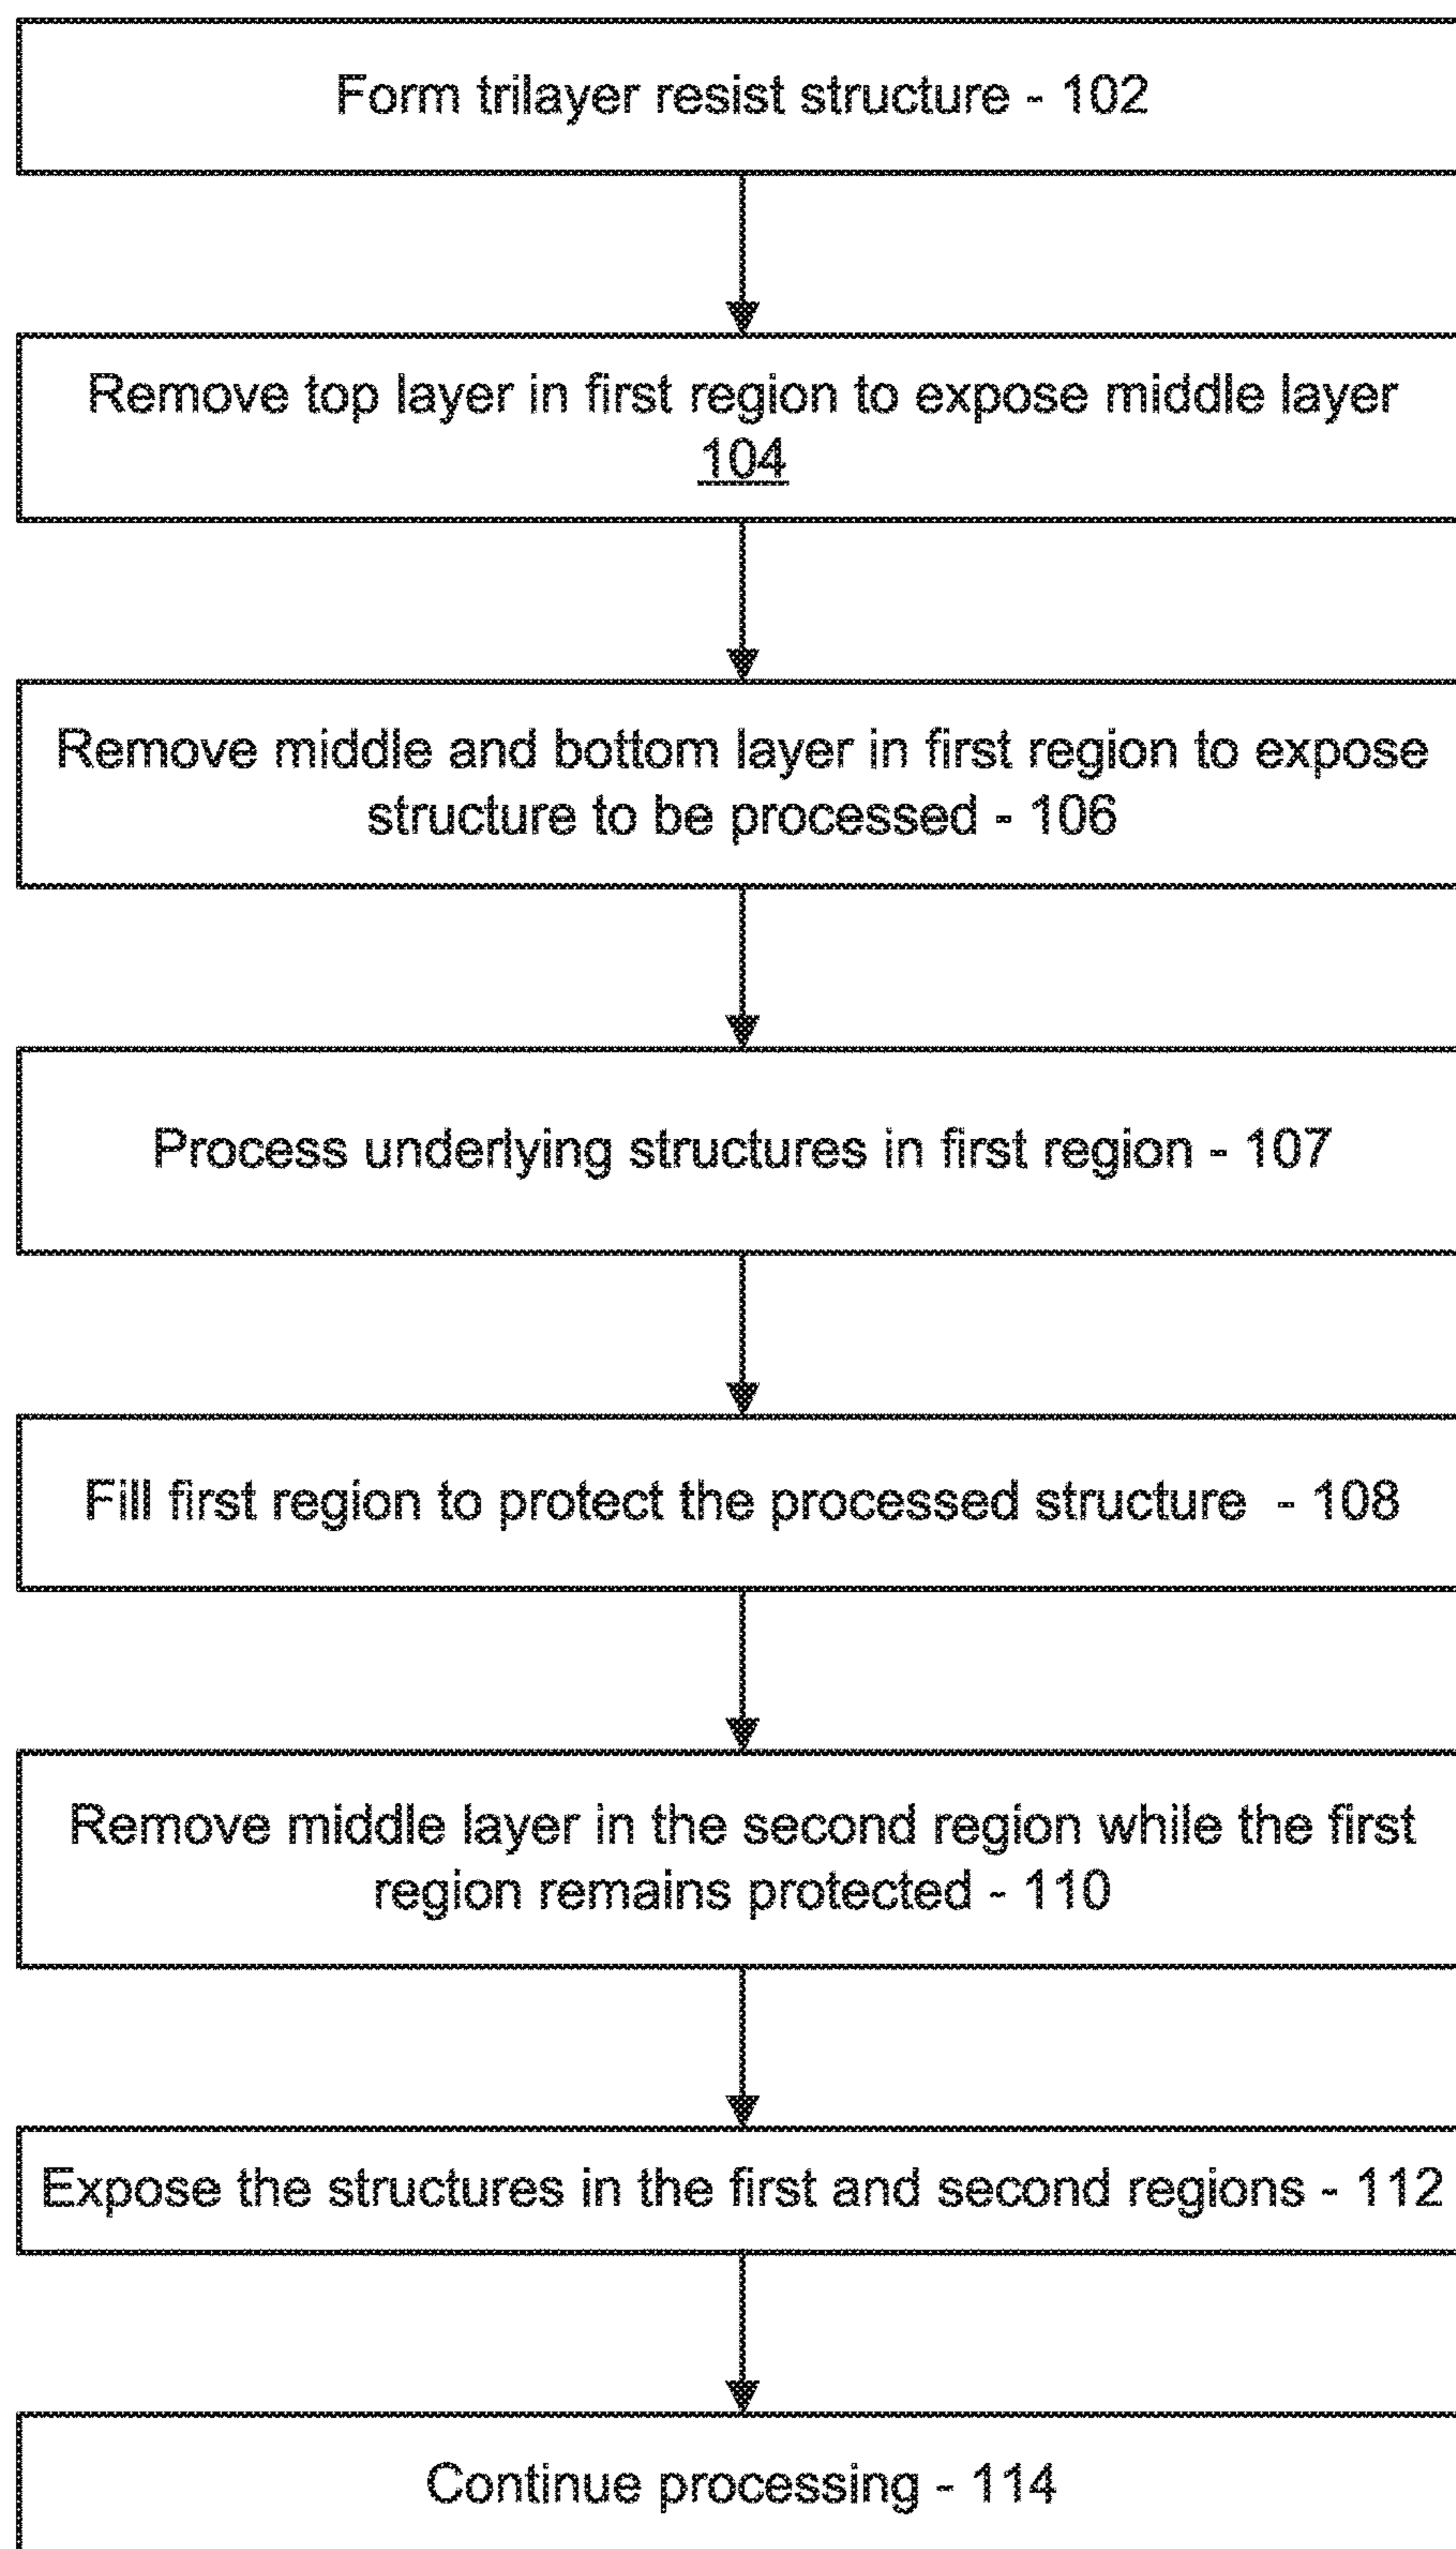 Form trilayer resist structure - 102
Remove top layer in first region to expose middle layer
104
Remove middle and bottom layer in first region to expose
structure to be processed - 106
Process underlying structures in first region - 107
Fill first region to protect the processed structure  - 108
Remove middle layer in the second region while the first
region remains protected - 110
Expose the structures in the first and second regions - 112
Continue processing - 114